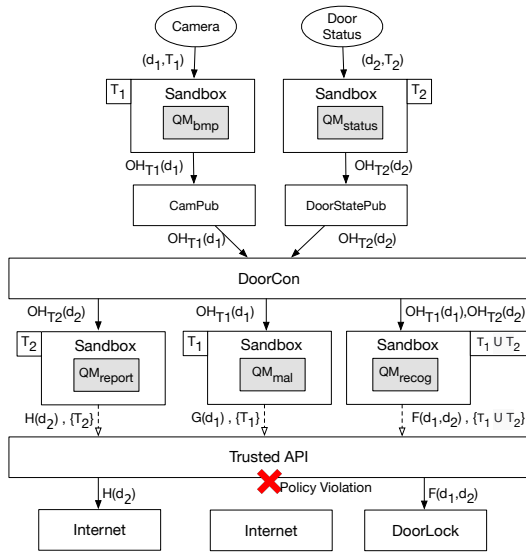 Camera
Door
Status
(d1,T1)
(d2,T2)
T1
Sandbox
QMbmp
Sandbox
T2
QMstatus
OHT1(d1)
OHT2(d2)
CamPub
DoorStatePub
OHT1(d1)
OHT2(d2)
DoorCon
OHT2(d2)
OHT1(d1)
OHT1(d1),OHT2(d2)
T2
Sandbox
QMreport
T1
Sandbox
QMmal
Sandbox
T1 U T2
QMrecog
H(d2) , {T2}
G(d1) , {T1}
F(d1,d2) , {T1 U T2}
Trusted API
H(d2)
Policy Violation
F(d1,d2)
Internet
Internet
DoorLock